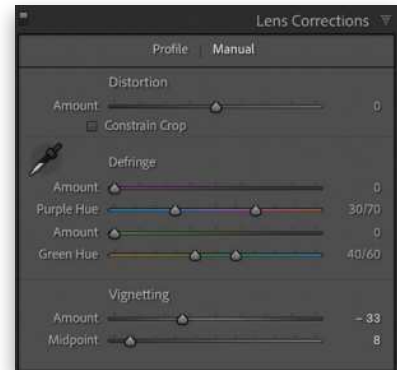 Lens Corrections
Profile | Manual
Distortion
Amount 0
Constrain Crop
Defringe
Amount 0
Purple Hue 30/70
Amount 0
Green Hue 40/60
Vignetting
Amount – 33
Midpoint 8